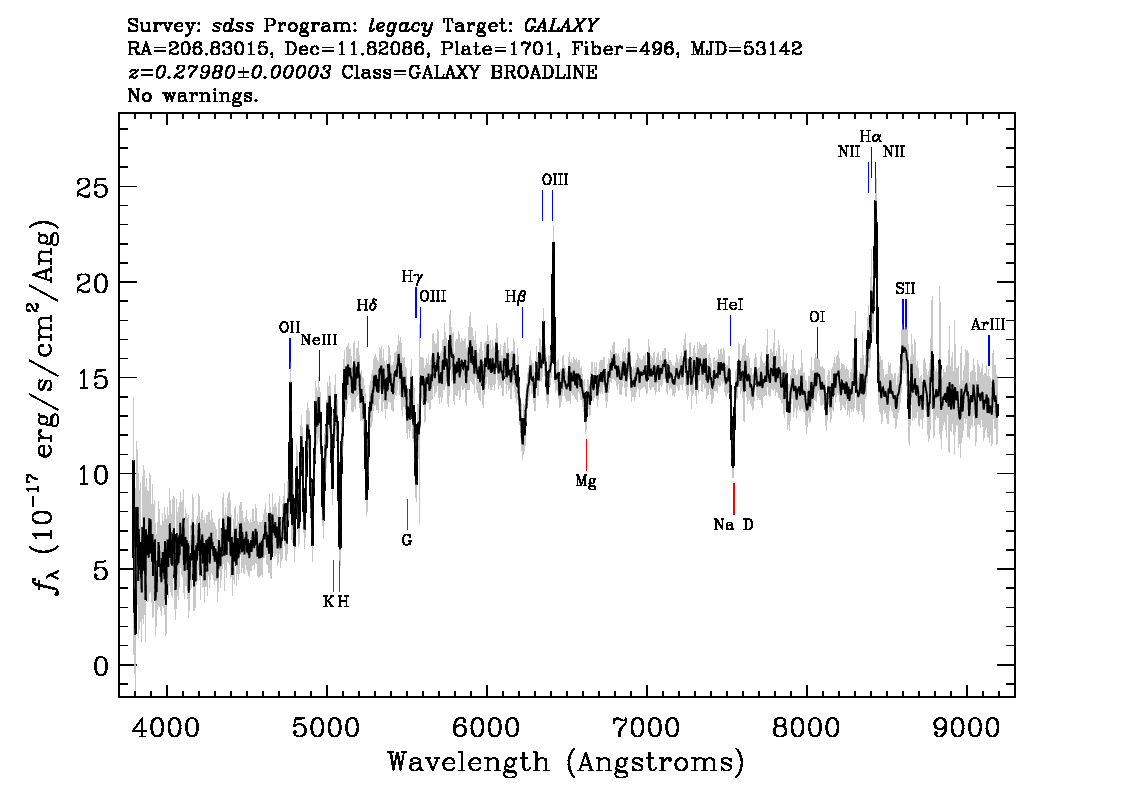 Survey: sdss Program: legacy Target: GALAXY
RA=206.83015, Dec=11.82086, Plate=1701, Fiber=496, MJD=53142
z=0.27980±0.00003 Class=GALAXY BROADLINE
No warnings.
Hα
NII NII
OIII
Hγ
OIII
Hβ
Hδ
OII
NeIII
HeI
OI
SII
ArIII
Mg
Na D
G
K H
25
20
15
10
5
0
fλ (10−17 erg/s/cm2/Ang)
4000 5000 6000 7000 8000 9000
Wavelength (Angstroms)